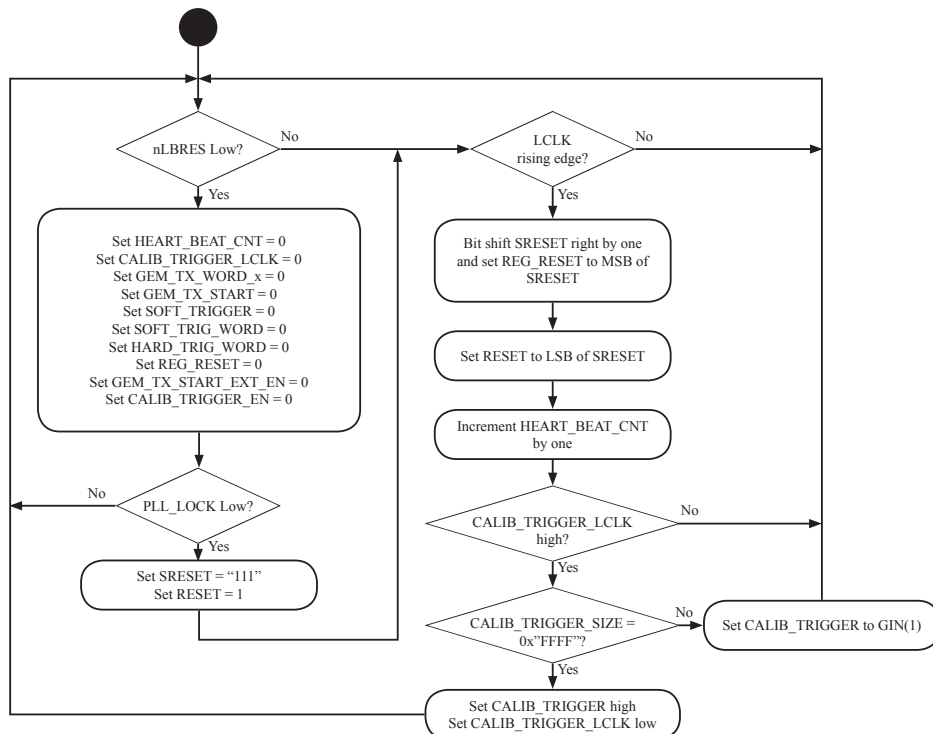 nLBRES Low?
No
Yes
Set HEART_BEAT_CNT = 0
Set CALIB_TRIGGER_LCLK = 0
Set GEM_TX_WORD_x = 0
Set GEM_TX_START = 0
Set SOFT_TRIGGER = 0
Set SOFT_TRIG_WORD = 0
Set HARD_TRIG_WORD = 0
Set REG_RESET = 0
Set GEM_TX_START_EXT_EN = 0
Set CALIB_TRIGGER_EN = 0
No
PLL_LOCK Low?
Yes
Set SRESET = “111”
Set RESET = 1
LCLK
rising edge?
No
Yes
Bit shift SRESET right by one
and set REG_RESET to MSB of
SRESET
Set RESET to LSB of SRESET
Increment HEART_BEAT_CNT
by one
CALIB_TRIGGER_LCLK
high?
No
Yes
CALIB_TRIGGER_SIZE =
0x”FFFF”?
No
Set CALIB_TRIGGER to GIN(1)
Yes
Set CALIB_TRIGGER high
Set CALIB_TRIGGER_LCLK low